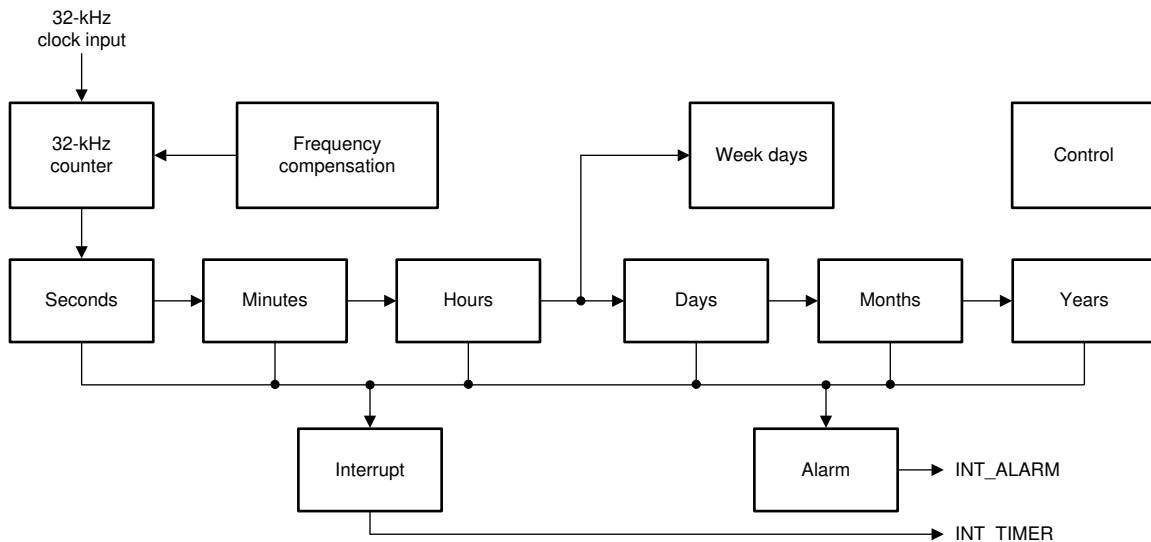 32-kHz
clock input
32-kHz
counter
Frequency
compensation
Week days
Control
Seconds
Minutes
Hours
Days
Months
Years
Interrupt
Alarm
INT_ALARM
INT_TIMER